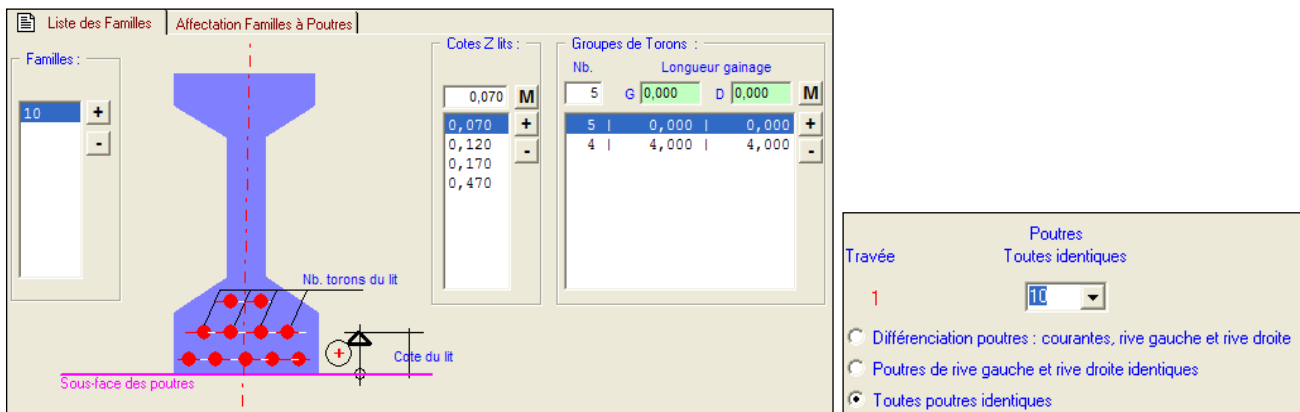 Liste des Familles Affectation Familles à Poutres
Familles :
10
+
-
Nb. torons du lit
Cote du lit
Sous-face des poutres
Cotes Z lits :
0,070 M
0,070 +
0,120 -
0,170
0,470
Groupes de Torons :
Nb. Longueur gainage
5 G 0,000 D 0,000 M
5 | 0,000 | 0,000 +
4 | 4,000 | 4,000 -
Poutres
Travée Toutes identiques
1 10
Différenciation poutres : courantes, rive gauche et rive droite
Poutres de rive gauche et rive droite identiques
Toutes poutres identiques